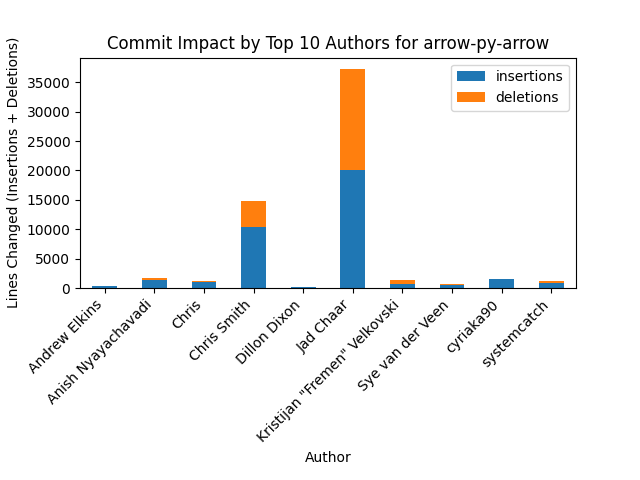 Commit Impact by Top 10 Authors for arrow-py-arrow
insertions
deletions
Lines Changed (Insertions + Deletions)
35000
30000
25000
20000
15000
10000
5000
0
Andrew Elkins
Anish Nyayachavadi
Chris
Chris Smith
Dillon Dixon
Jad Chaar
Kristijan "Fremen" Velkovski
Sye van der Veen
cyriaka90
systemcatch
Author